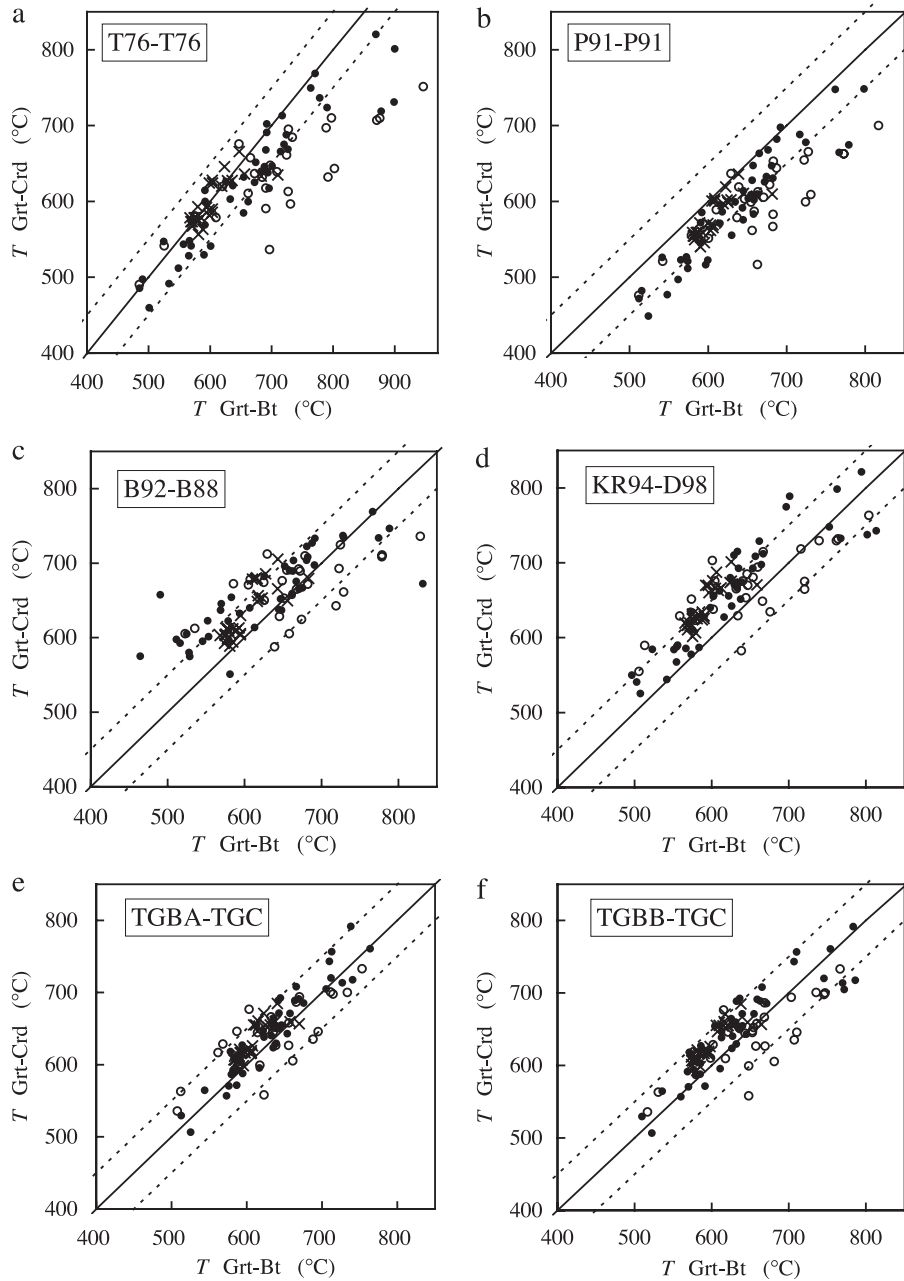 a
T76-T76
800
700
600
500
400
T Grt-Crd (°C)
500 600 700 800 900
T Grt-Bt (°C)
b
P91-P91
800
700
600
500
400
T Grt-Crd (°C)
400 500 600 700 800
T Grt-Bt (°C)
c
B92-B88
800
700
600
500
400
T Grt-Crd (°C)
400 500 600 700 800
T Grt-Bt (°C)
d
KR94-D98
800
700
600
500
400
T Grt-Crd (°C)
400 500 600 700 800
T Grt-Bt (°C)
e
TGBA-TGC
800
700
600
500
400
T Grt-Crd (°C)
400 500 600 700 800
T Grt-Bt (°C)
f
TGBB-TGC
800
700
600
500
400
T Grt-Crd (°C)
400 500 600 700 800
T Grt-Bt (°C)